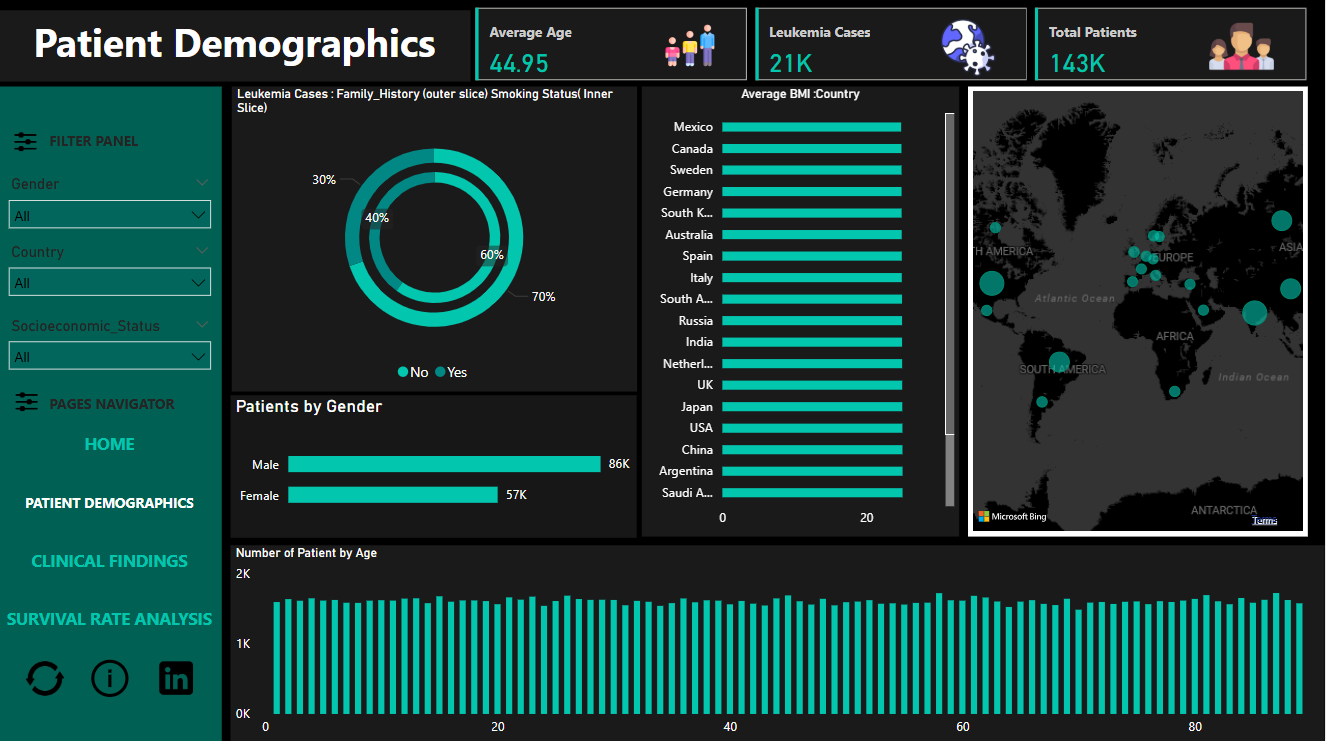 Patient Demographics
Average Age
44.95
Leukemia Cases
21K
Total Patients
143K
FILTER PANEL
Gender
All
Country
All
Socioeconomic_Status
All
PAGES NAVIGATOR
HOME
PATIENT DEMOGRAPHICS
CLINICAL FINDINGS
SURVIVAL RATE ANALYSIS
in
Leukemia Cases : Family_History (outer slice) Smoking Status( Inner
Slice)
30%
40%
60%
70%
No Yes
Patients by Gender
Male 86K
Female 57K
Average BMI :Country
Mexico
Canada
Sweden
Germany
South K...
Australia
Spain
Italy
South A...
Russia
India
Netherl...
UK
Japan
USA
China
Argentina
Saudi A...
0 20
TH AMERICA
EUROPE
ASIA
Atlantic Ocean
AFRICA
SOUTH AMERICA
Indian Ocean
ANTARCTICA
Microsoft Bing
Terms
Number of Patient by Age
2K
1K
0K
0 20 40 60 80